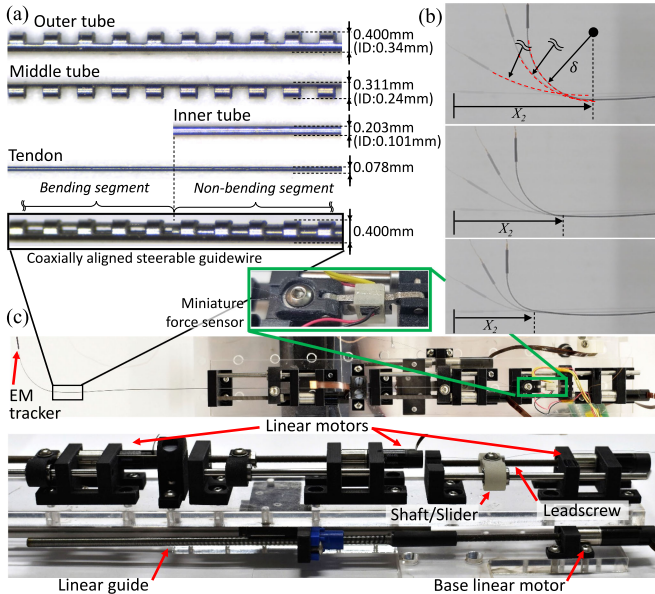 (a)
Outer tube
0.400mm
(ID:0.34mm)
Middle tube
0.311mm
(ID:0.24mm)
Inner tube
0.203mm
(ID:0.101mm)
Tendon
0.078mm
Bending segment
Non-bending segment
0.400mm
Coaxially aligned steerable guidewire
(b)
δ
X2
X2
X2
Miniature
force sensor
(c)
EM
tracker
Linear motors
Shaft/Slider
Leadscrew
Linear guide
Base linear motor